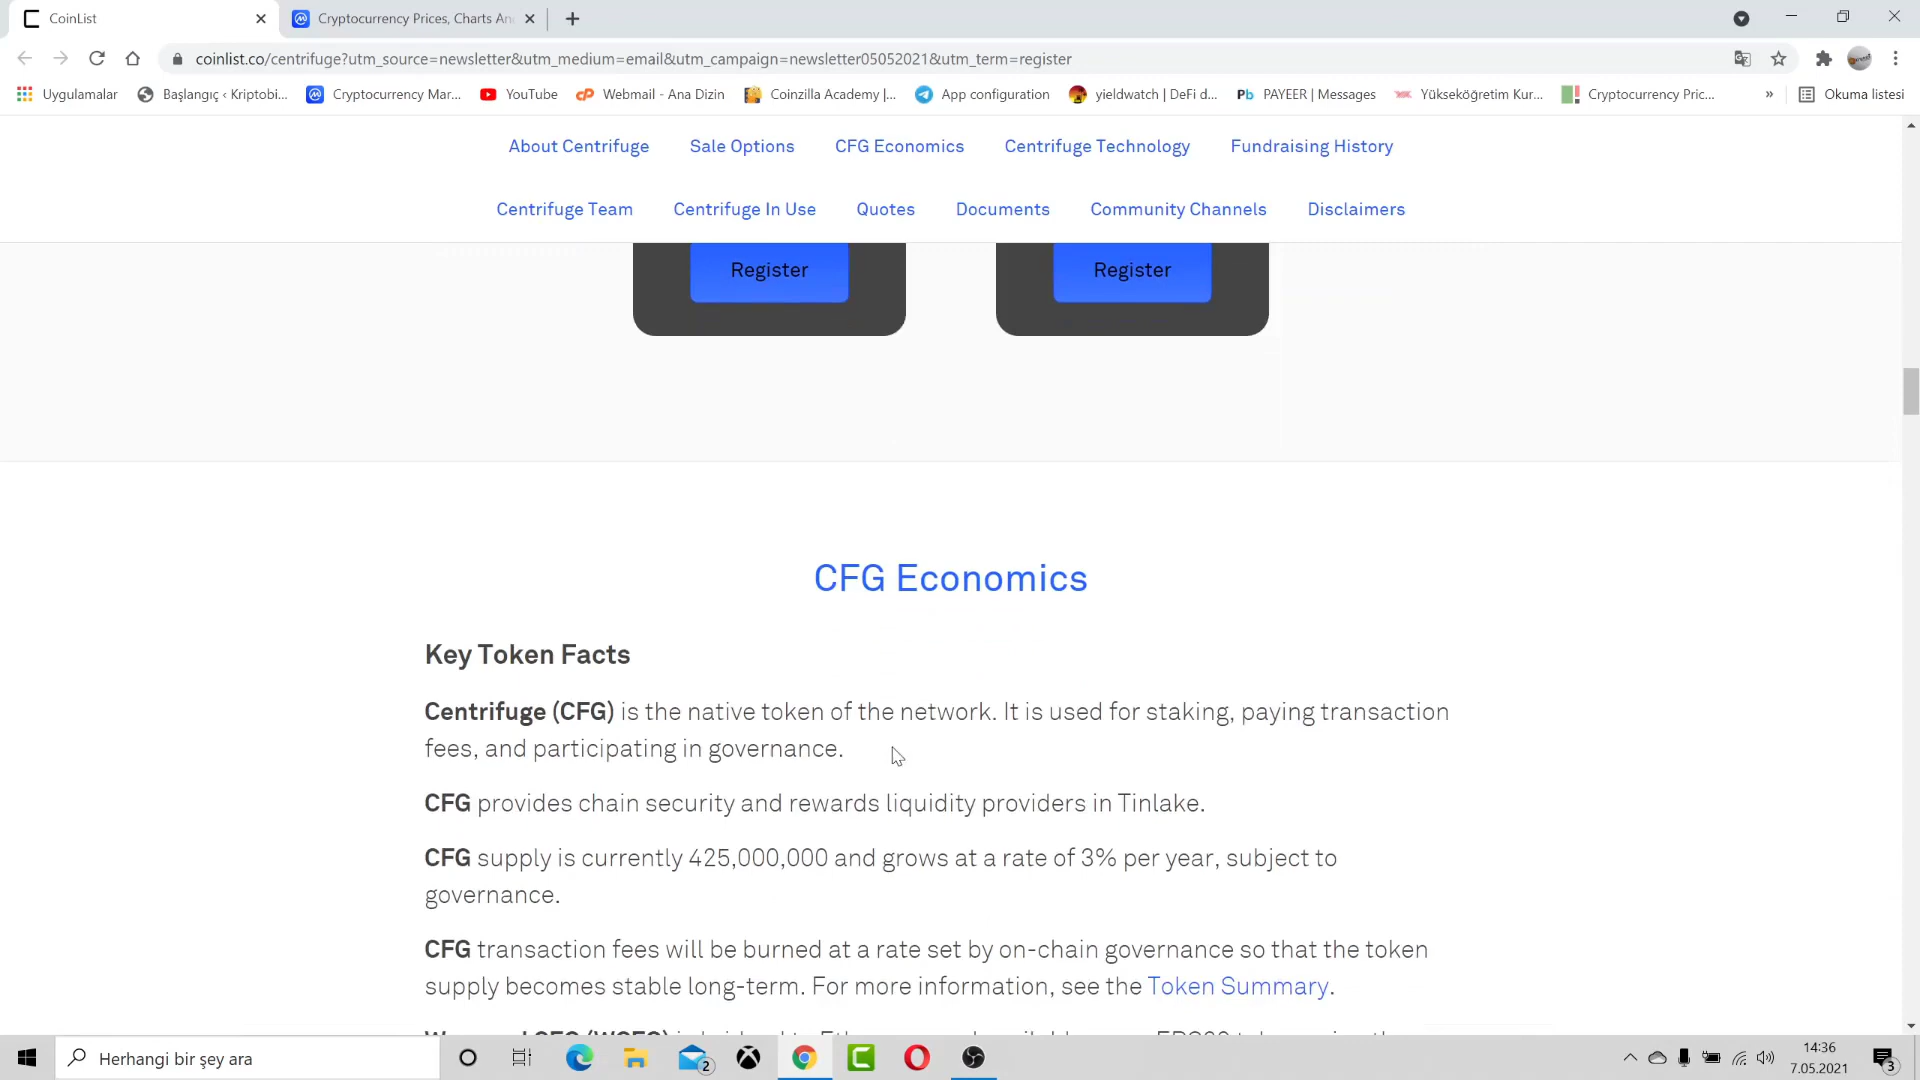 CoinList
Cryptocurrency Prices, Charts An
coinlist.co/centrifuge?utm_source=newsletter&utm_medium=email&utm_campaign=newsletter05052021&utm_term=register
Uygulamalar
Başlangıç ‹ Kriptobi...
Cryptocurrency Mar...
YouTube
cP Webmail - Ana Dizin
Coinzilla Academy |...
App configuration
yieldwatch | DeFi d...
Pb PAYEER | Messages
Yükseköğretim Kur...
Cryptocurrency Pric...
»
Okuma listesi
About Centrifuge Sale Options CFG Economics Centrifuge Technology Fundraising History
Centrifuge Team Centrifuge In Use Quotes Documents Community Channels Disclaimers
Register Register
CFG Economics
Key Token Facts
Centrifuge (CFG) is the native token of the network. It is used for staking, paying transaction
fees, and participating in governance.
CFG provides chain security and rewards liquidity providers in Tinlake.
CFG supply is currently 425,000,000 and grows at a rate of 3% per year, subject to
governance.
CFG transaction fees will be burned at a rate set by on-chain governance so that the token
supply becomes stable long-term. For more information, see the Token Summary.
Herhangi bir şey ara
2
14:36
7.05.2021
3